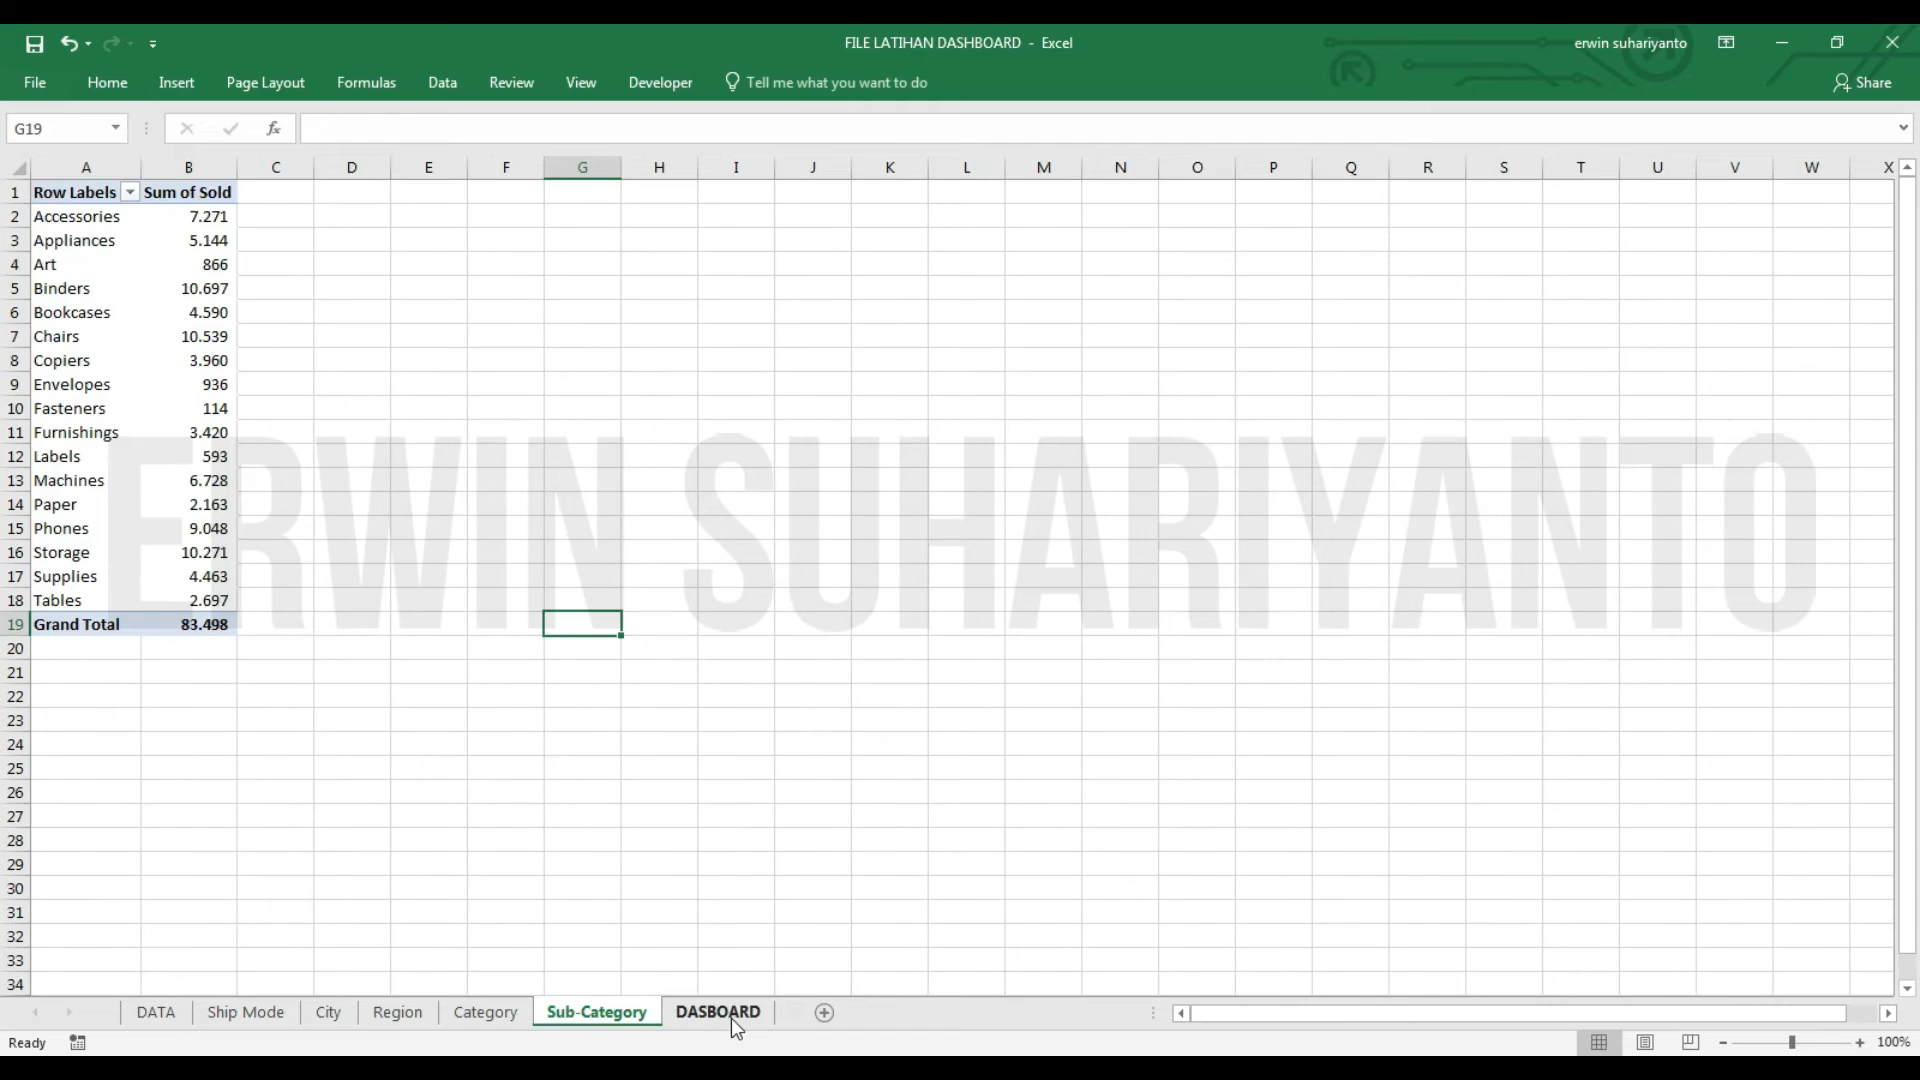 FILE LATIHAN DASHBOARD - Excel
erwin suhariyanto
File Home Insert Page Layout Formulas Data Review View Developer Tell me what you want to do
Share
G19
fx
A B C D E F G H I J K L M N O P Q R S T U V W X
1 Row Labels Sum of Sold
2 Accessories 7.271
3 Appliances 5.144
4 Art 866
5 Binders 10.697
6 Bookcases 4.590
7 Chairs 10.539
8 Copiers 3.960
9 Envelopes 936
10 Fasteners 114
11 Furnishings 3.420
12 Labels 593
13 Machines 6.728
14 Paper 2.163
15 Phones 9.048
16 Storage 10.271
17 Supplies 4.463
18 Tables 2.697
19 Grand Total 83.498
20
21
22
23
24
25
26
27
28
29
30
31
32
33
34
ERWIN SUHARIYANTO
DATA Ship Mode City Region Category Sub-Category DASBOARD
Ready
100%